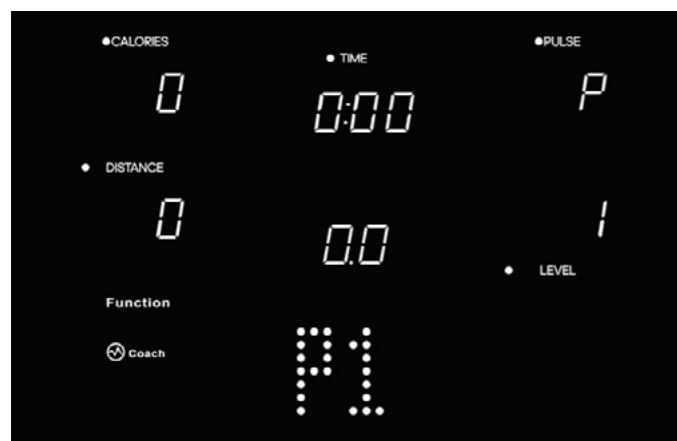 CALORIES
TIME
PULSE
0
0:00
P
DISTANCE
0
0.0
1
LEVEL
Function
Coach
P1